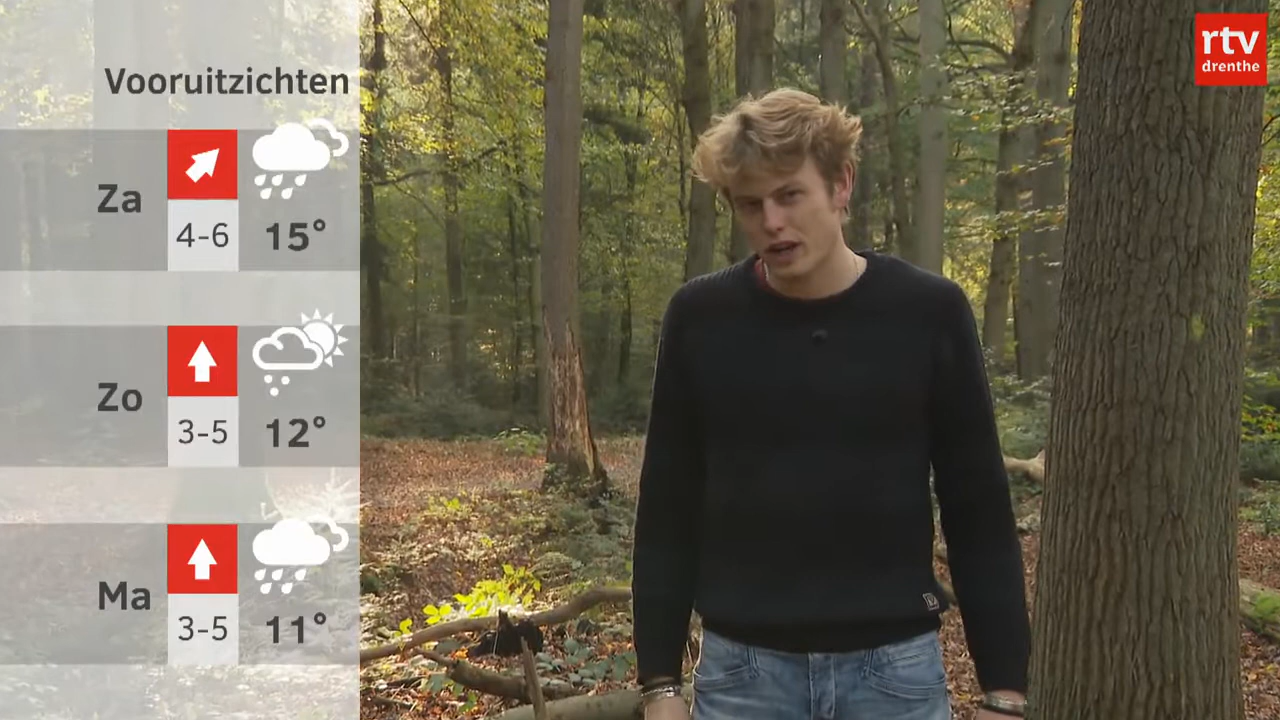 Vooruitzichten
rtv
drenthe
Za
4-6
15°
Zo
3-5
12°
Ma
3-5
11°